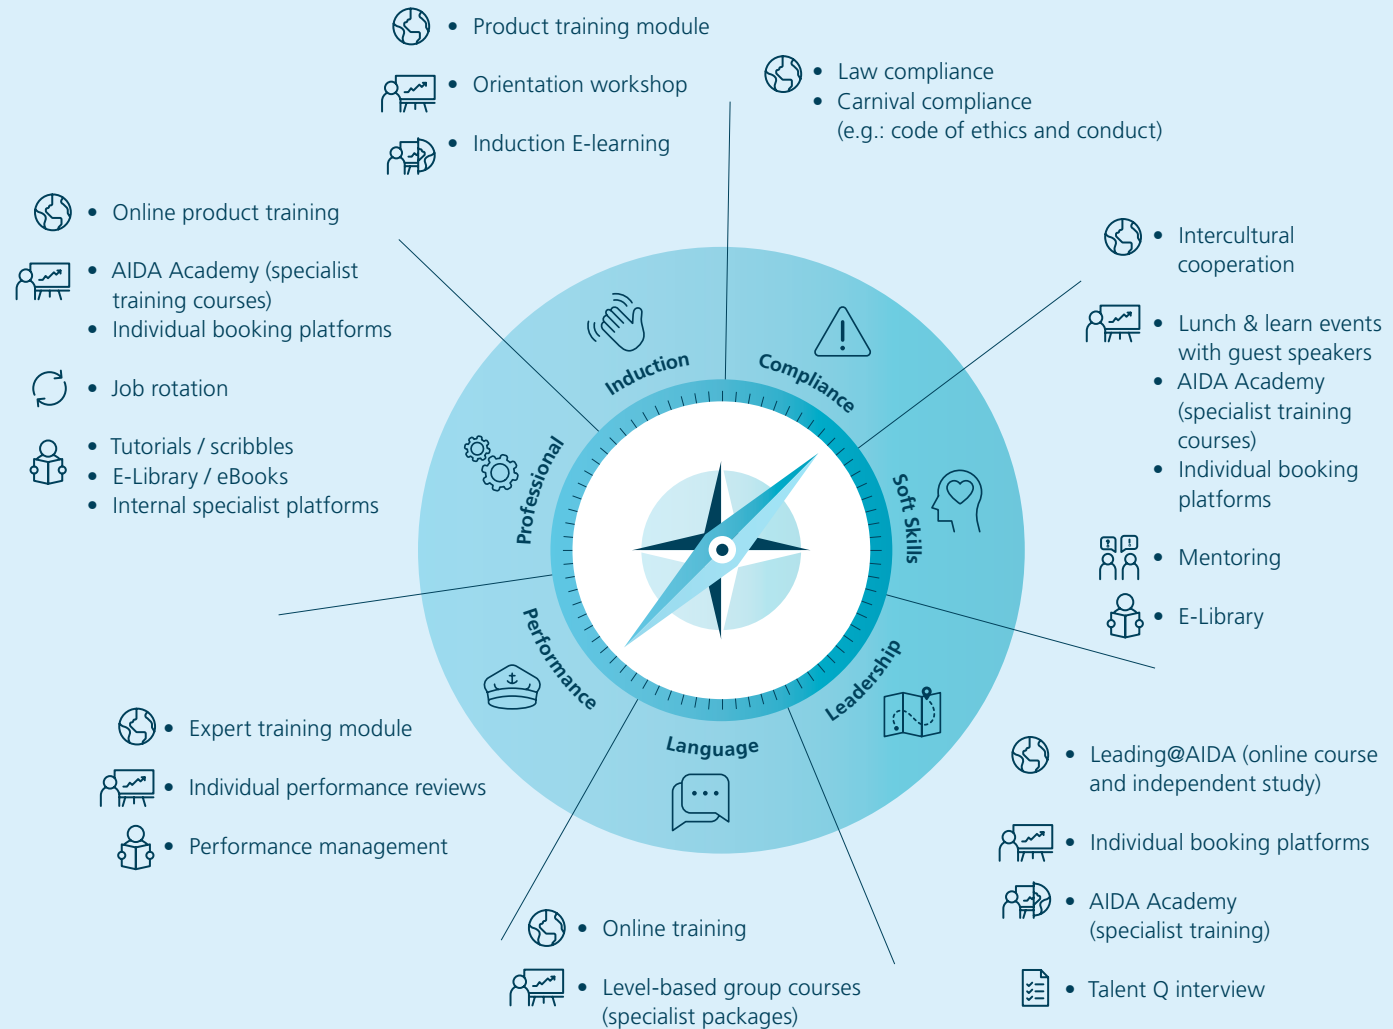 • Product training module
• Orientation workshop
• Induction E-learning
• Law compliance
• Carnival compliance
(e.g.: code of ethics and conduct)
• Online product training
• AIDA Academy (specialist
training courses)
• Individual booking platforms
• Job rotation
• Tutorials / scribbles
• E-Library / eBooks
• Internal specialist platforms
• Intercultural
cooperation
• Lunch & learn events
with guest speakers
• AIDA Academy
(specialist training
courses)
• Individual booking
platforms
• Mentoring
• E-Library
Induction
Compliance
Professional
Soft Skills
Performance
Leadership
Language
• Expert training module
• Individual performance reviews
• Performance management
• Online training
• Level-based group courses
(specialist packages)
• Leading@AIDA (online course
and independent study)
• Individual booking platforms
• AIDA Academy
(specialist training)
• Talent Q interview